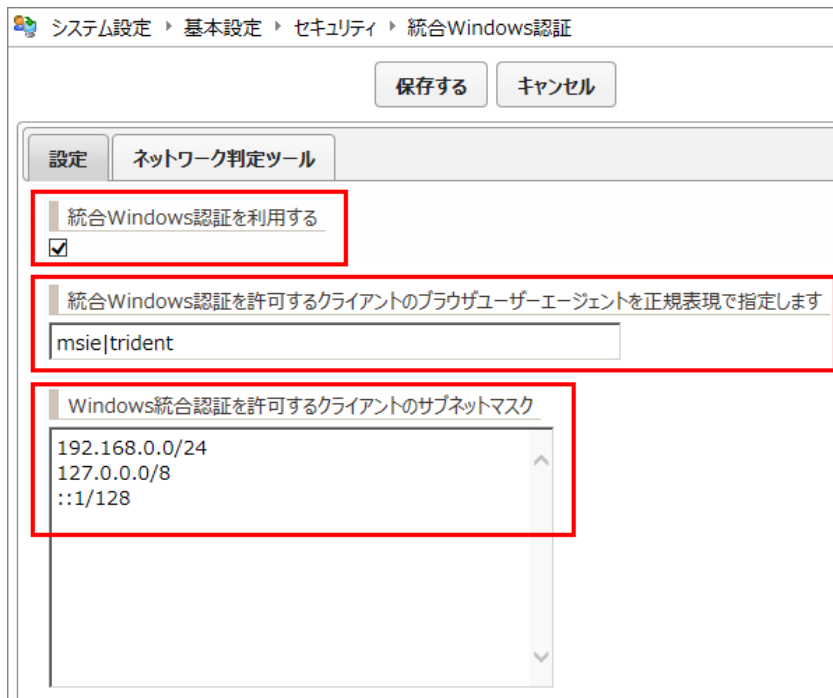 システム設定 ▸ 基本設定 ▸ セキュリティ ▸ 統合Windows認証
保存する キャンセル
設定 ネットワーク判定ツール
統合Windows認証を利用する
統合Windows認証を許可するクライアントのブラウザユーザーエージェントを正規表現で指定します
msie|trident
Windows統合認証を許可するクライアントのサブネットマスク
192.168.0.0/24
127.0.0.0/8
::1/128